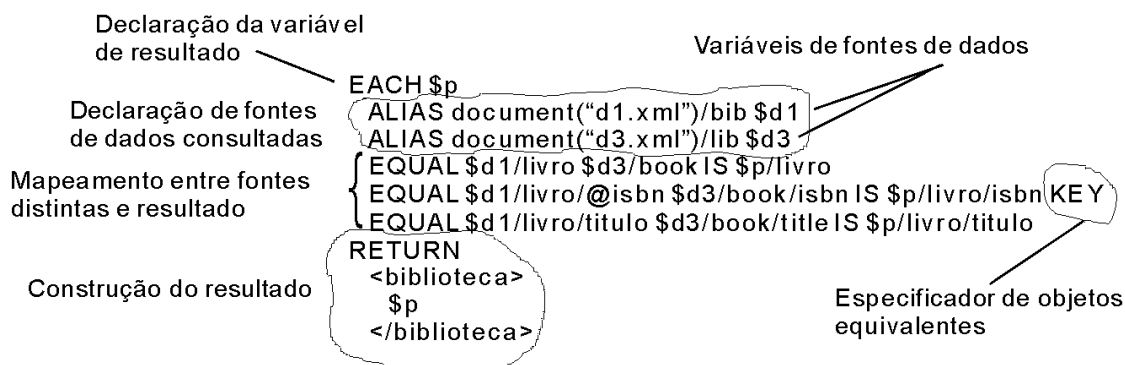 Declaração da variável
de resultado
Variáveis de fontes de dados
EACH $p
Declaração de fontes
de dados consultadas
ALIAS document(“d1.xml”)/bib $d1
ALIAS document(“d3.xml”)/lib $d3
Mapeamento entre fontes
distintas e resultado
EQUAL $d1/livro $d3/book IS $p/livro
EQUAL $d1/livro/@isbn $d3/book/isbn IS $p/livro/isbn KEY
EQUAL $d1/livro/titulo $d3/book/title IS $p/livro/titulo
RETURN
<biblioteca>
$p
</biblioteca>
Construção do resultado
Especificador de objetos
equivalentes